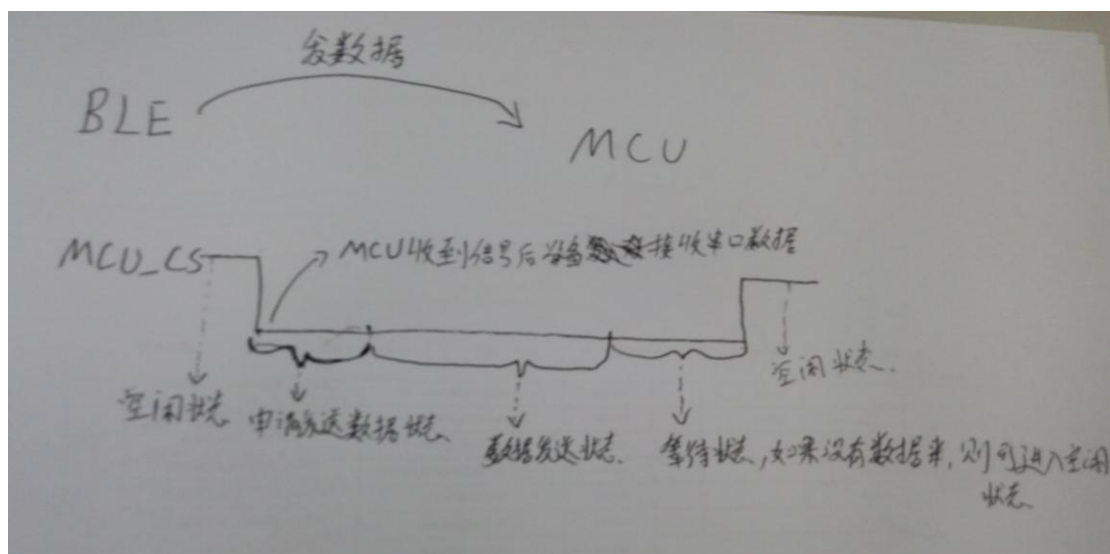 发数据
BLE
MCU
MCU_CS
MCU收到信号后准备接收串口数据
空闲状态
申请发送数据状态
数据发送状态
等待状态,如果没有数据来,则可进入空闲
状态
空闲状态.